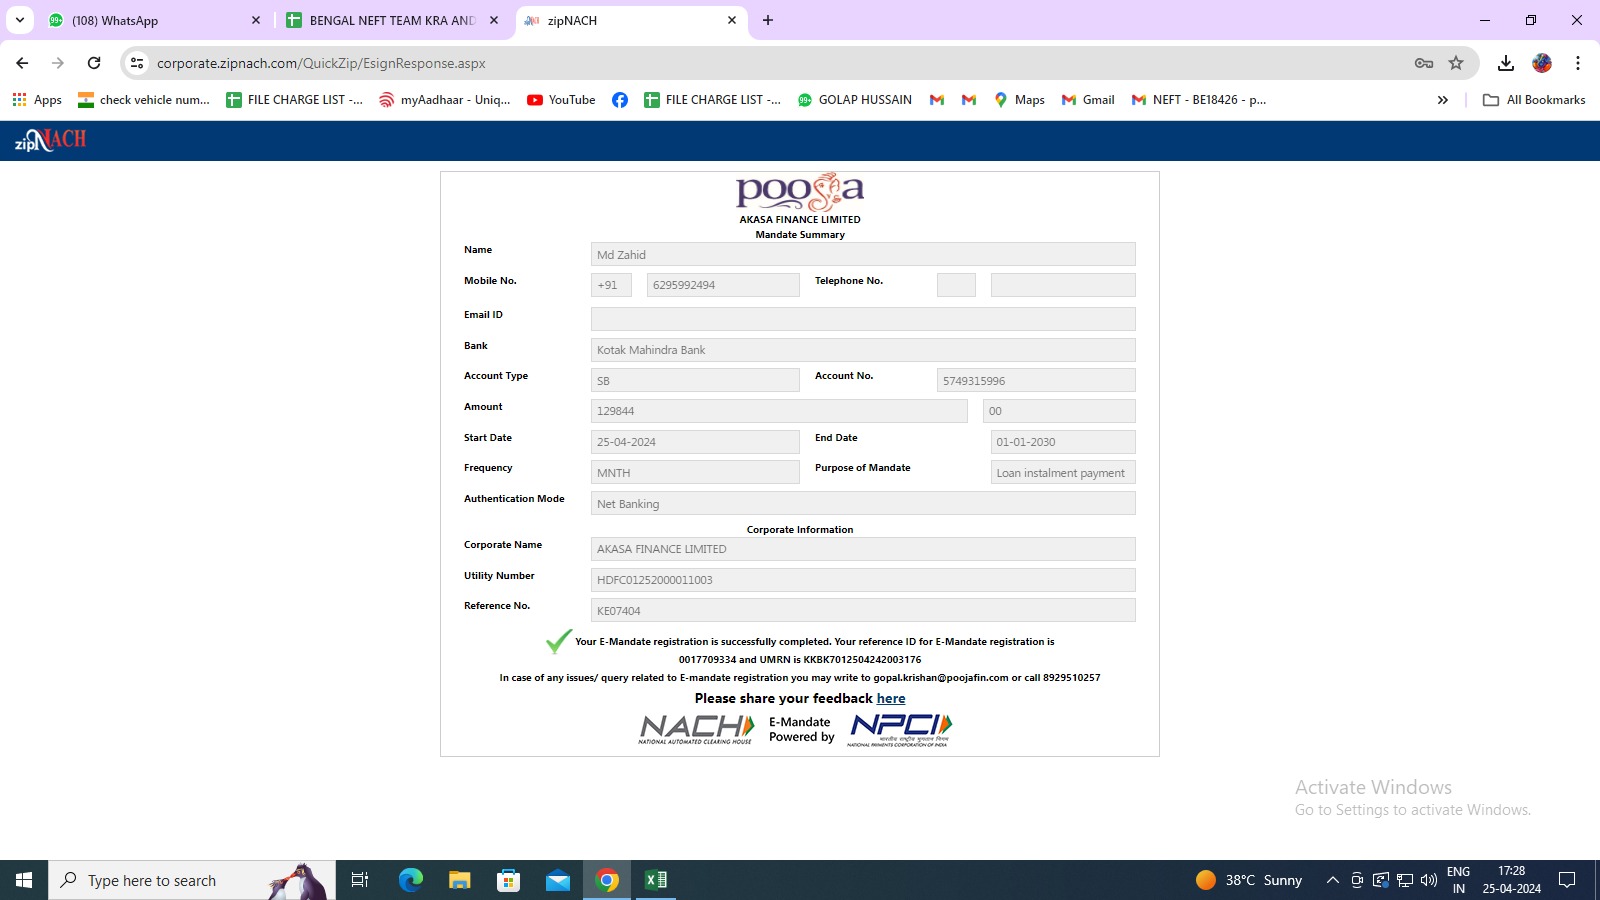 (108) WhatsApp
BENGAL NEFT TEAM KRA AND
zipNACH
corporate.zipnach.com/QuickZip/EsignResponse.aspx
Apps check vehicle num... FILE CHARGE LIST -... myAadhaar - Uniq... YouTube FILE CHARGE LIST -... 99+ GOLAP HUSSAIN Maps Gmail NEFT - BE18426 - p... » All Bookmarks
zipNACH
pooja
AKASA FINANCE LIMITED
Mandate Summary
Name Md Zahid
Mobile No. +91 6295992494 Telephone No.
Email ID
Bank Kotak Mahindra Bank
Account Type SB Account No. 5749315996
Amount 129844 00
Start Date 25-04-2024 End Date 01-01-2030
Frequency MNTH Purpose of Mandate Loan instalment payment
Authentication Mode Net Banking
Corporate Information
Corporate Name AKASA FINANCE LIMITED
Utility Number HDFC01252000011003
Reference No. KE07404
Your E-Mandate registration is successfully completed. Your reference ID for E-Mandate registration is
0017709334 and UMRN is KKBK7012504242003176
In case of any issues/ query related to E-mandate registration you may write to gopal.krishan@poojafin.com or call 8929510257
Please share your feedback here
NACH
NATIONAL AUTOMATED CLEARING HOUSE
E-Mandate
Powered by
NPCI
भारतीय राष्ट्रीय भुगतान निगम
NATIONAL PAYMENTS CORPORATION OF INDIA
Activate Windows
Go to Settings to activate Windows.
Type here to search
38°C Sunny
ENG
IN
17:28
25-04-2024